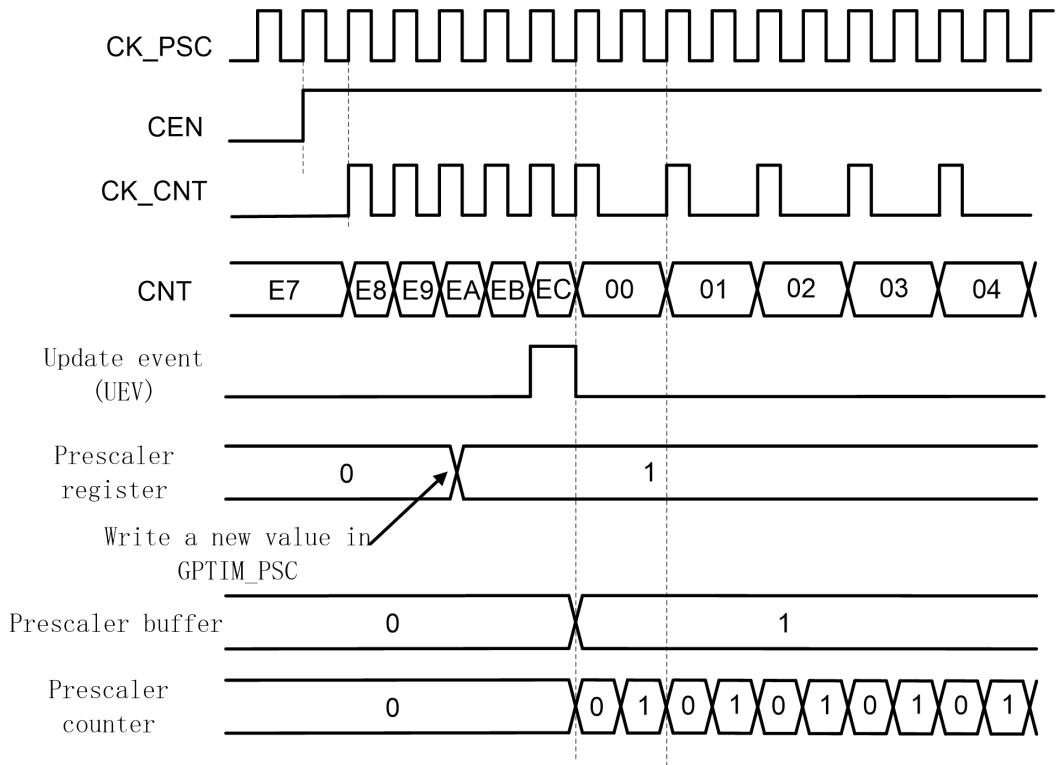 CK_PSC
CEN
CK_CNT
CNT E7 E8 E9 EA EB EC 00 01 02 03 04
Update event
(UEV)
Prescaler
register
0 1
Write a new value in
GPTIM_PSC
Prescaler buffer 0 1
Prescaler
counter
0 0 1 0 1 0 1 0 1 0 1